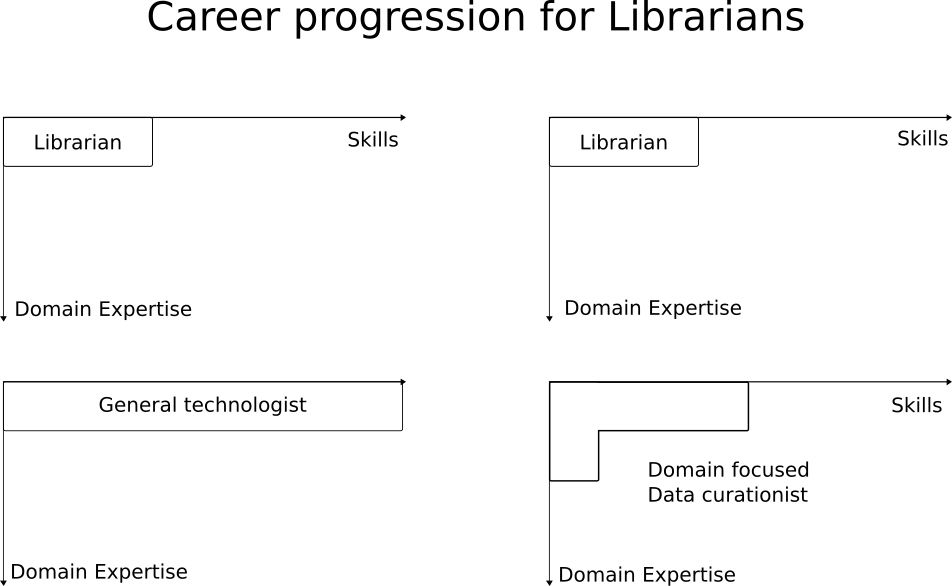 Career progression for Librarians
Librarian
Skills
Domain Expertise
Librarian
Skills
Domain Expertise
General technologist
Domain Expertise
Skills
Domain focused
Data curationist
Domain Expertise